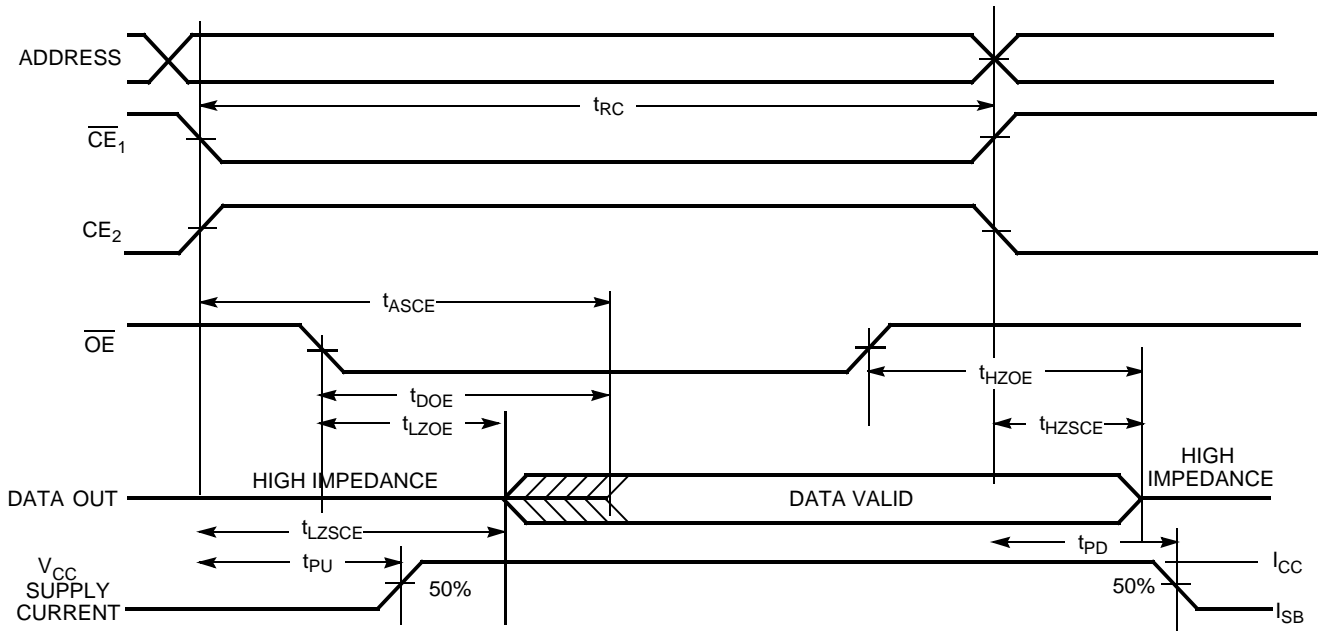 ADDRESS
tRC
CE1
CE2
tASCE
OE
tHZOE
tDOE
tLZOE
tHZSCE
HIGH IMPEDANCE
HIGH
IMPEDANCE
DATA OUT
DATA VALID
tLZSCE
tPD
tPU
VCC
SUPPLY
CURRENT
50%
50%
ICC
ISB